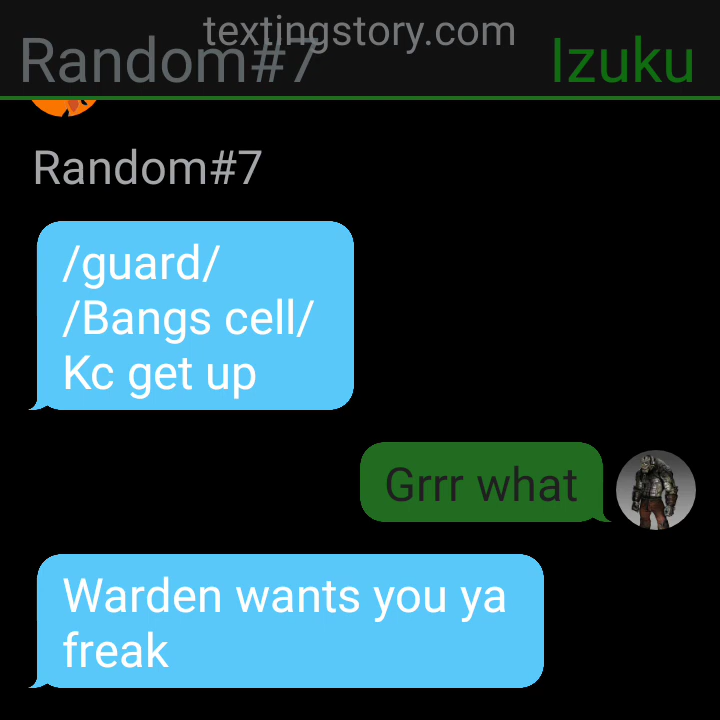 textingstory.com
Random#7 Izuku
Random#7
/guard/
/Bangs cell/
Kc get up
Grrr what
Warden wants you ya
freak